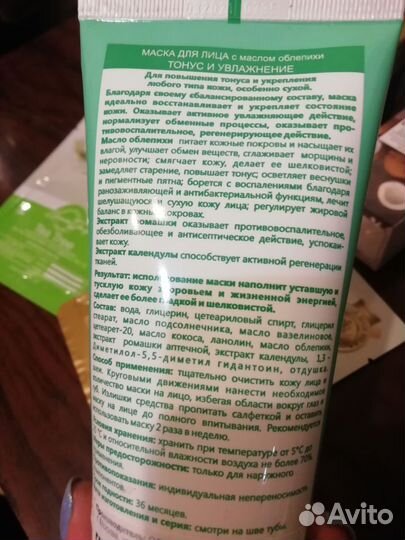 МАСКА ДЛЯ ЛИЦА с маслом облепихи
ТОНУС И УВЛАЖНЕНИЕ
Для повышения тонуса и укрепления
любого типа кожи, особенно сухой.
Благодаря своему сбалансированному составу, маска
идеально восстанавливает и укрепляет состояние
кожи. Оказывает активное увлажняющее действие,
нормализует обменные процессы, оказывает про-
тивовоспалительное, регенерирующее действие.
Масло облепихи - питает кожные покровы и насыщает их
влагой, улучшает обмен веществ, сглаживает морщины и
неровности; смягчает кожу, делает ее шелковистой;
замедляет старение, повышает тонус; осветляет веснушки
и пигментные пятна; борется с воспалениями благодаря
ранозаживляющей и антибактериальной функциям, лечит
шелушащуюся и сухую кожу лица; регулирует жировой
баланс в кожных покровах.
Экстракт ромашки оказывает противовоспалительное,
обезболивающее и антисептическое действие, успокаи-
вает кожу.
Экстракт календулы способствует активной регенерации
тканей.
Результат: использование маски наполнит уставшую и
тусклую кожу здоровьем и жизненной энергией,
сделает ее более гладкой и шелковистой.
Состав: вода, глицерин, цетеариловый спирт, глицерил
стеарат, масло подсолнечника, масло вазелиновое,
цетеарет-20, масло кокоса, ланолин, масло облепихи,
экстракт ромашки аптечной, экстракт календулы, 1,3-
Диметилол-5,5-диметил гидантоин, отдушка.
Способ применения: тщательно очистить кожу лица и
шеи. Круговыми движениями нанести необходимое
количество маски на лицо, избегая области вокруг глаз и
губ. Излишки средства пропитать салфеткой и оставить
маску на лице до полного впитывания. Рекомендуется
использовать маску 2 раза в неделю.
Условия хранения: хранить при температуре от 5°С до
°С и относительной влажности воздуха не более 70%.
Меры предосторожности: только для наружного
применения.
Противопоказания: индивидуальная непереносимость
компонентов.
годности: 36 месяцев.
изготовления и серия: смотри на шве тубы.
Avito